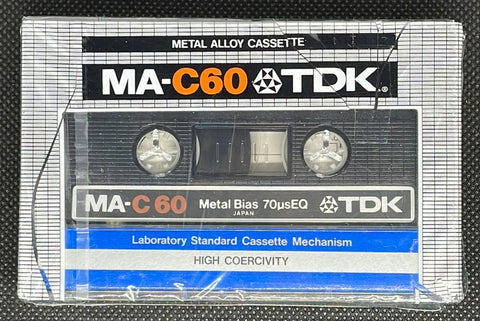 METAL ALLOY CASSETTE
MA-C60 TDK®
MA-C 60 Metal Bias 70µsEQ TDK
JAPAN
Laboratory Standard Cassette Mechanism
HIGH COERCIVITY